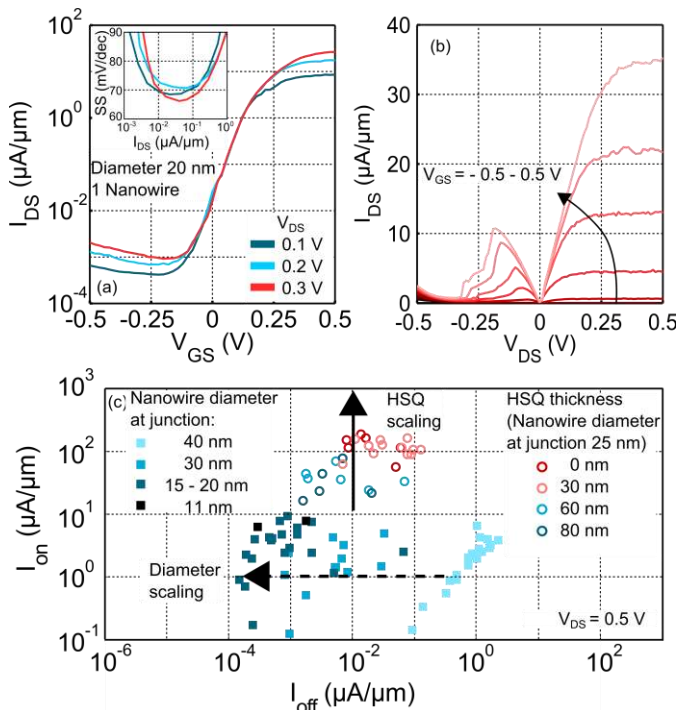 (b)
10²
90
80
70
60
SS (mV/dec)
10⁻³ 10⁻² 10⁻¹ 10⁰
I_DS (µA/µm)
10⁰
10⁻²
10⁻⁴
I_DS (µA/µm)
Diameter 20 nm
1 Nanowire
V_DS
0.1 V
0.2 V
0.3 V
(a)
-0.5 -0.25 0 0.25 0.5
V_GS (V)
40
30
20
10
0
I_DS (µA/µm)
V_GS = - 0.5 - 0.5 V
-0.5 -0.25 0 0.25 0.5
V_DS (V)
10³
10²
10¹
10⁰
10⁻¹
I_on (µA/µm)
(c) Nanowire diameter
at junction:
40 nm
30 nm
15 - 20 nm
11 nm
HSQ
scaling
HSQ thickness
(Nanowire diameter
at junction 25 nm)
0 nm
30 nm
60 nm
80 nm
Diameter
scaling
V_DS = 0.5 V
10⁻⁶ 10⁻⁴ 10⁻² 10⁰ 10²
I_off (µA/µm)